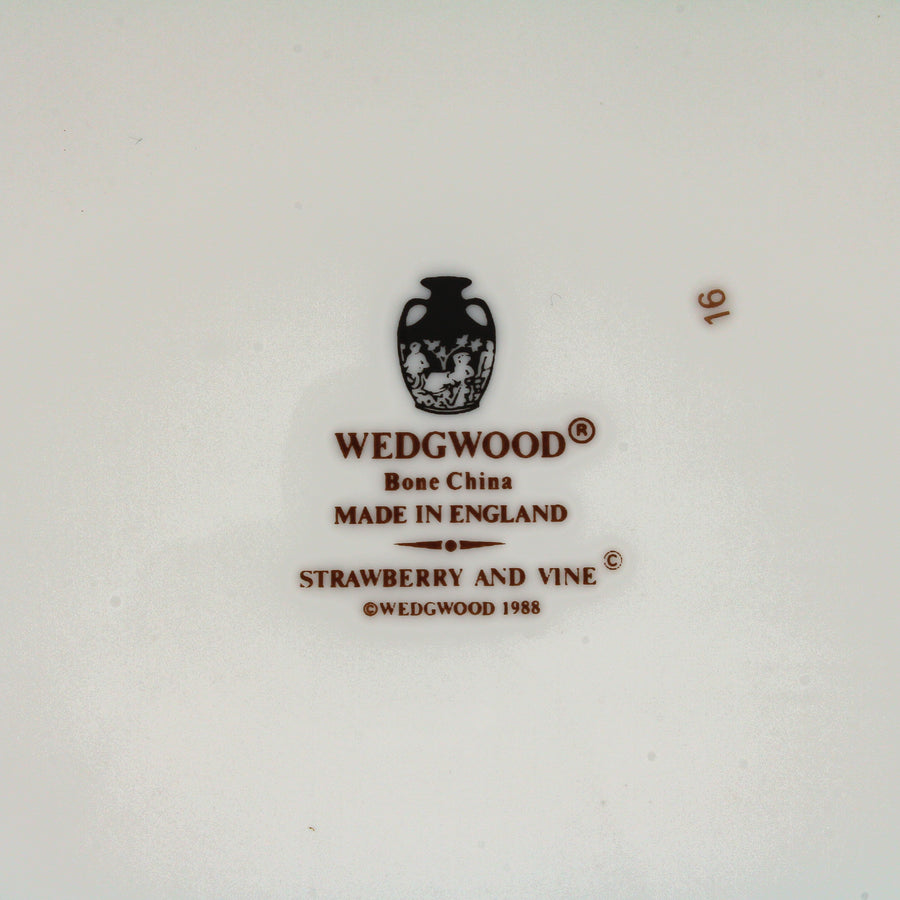 WEDGWOOD®
Bone China
MADE IN ENGLAND
STRAWBERRY AND VINE ©
©WEDGWOOD 1988
16